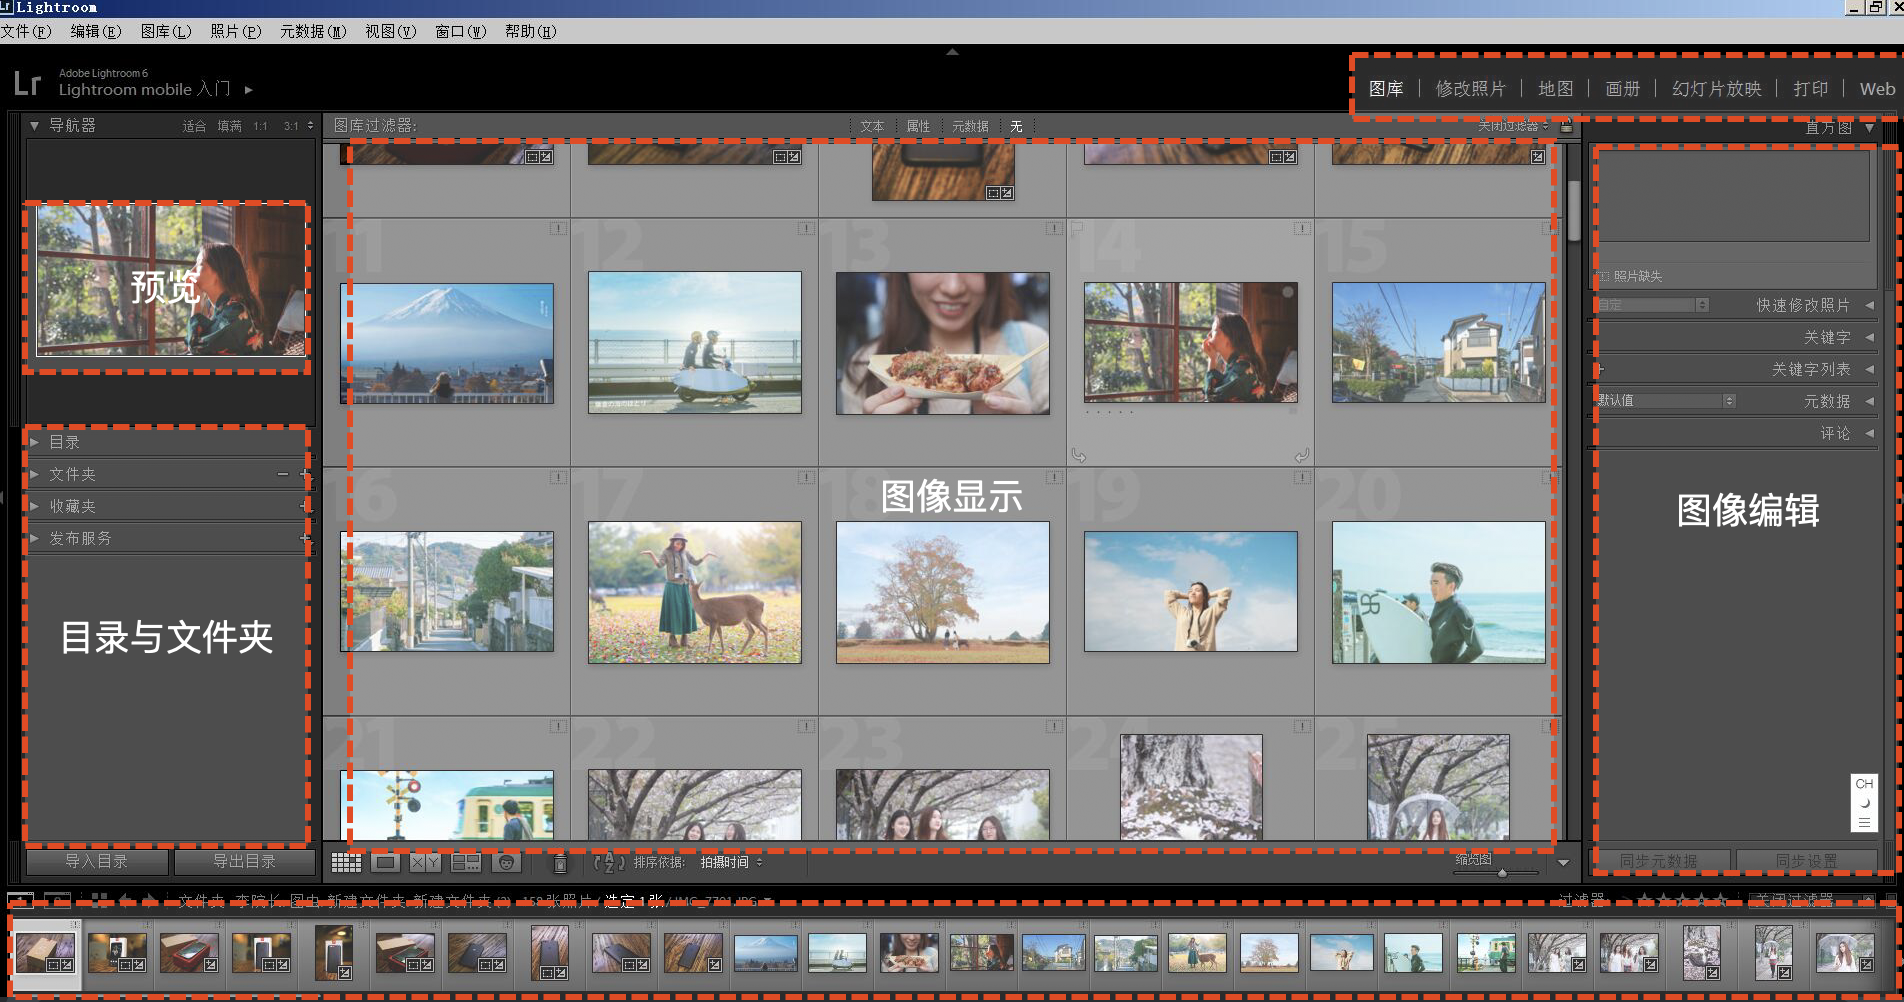 Lightroom
文件(F) 编辑(E) 图库(L) 照片(P) 元数据(M) 视图(V) 窗口(W) 帮助(H)
Lr
Adobe Lightroom 6
Lightroom mobile 入门
图库 修改照片 地图 画册 幻灯片放映 打印 Web
导航器 适合 填满 1:1 3:1
图库过滤器: 文本 属性 元数据 无 关闭过滤器
直方图
预览
照片缺失
自定 快速修改照片
关键字
关键字列表
默认值 元数据
评论
目录
文件夹
收藏夹
发布服务
目录与文件夹
11 12 13 14 15
16 17 18 19 20
图像显示
图像编辑
21 22 23 24 25
CH
导入目录 导出目录
XY
排序依据: 拍摄时间
缩览图
同步元数据 同步设置
文件夹 李院长 图虫 新建文件夹 新建文件夹
张照片 / 选定 1 张 /
过滤器: 关闭过滤器